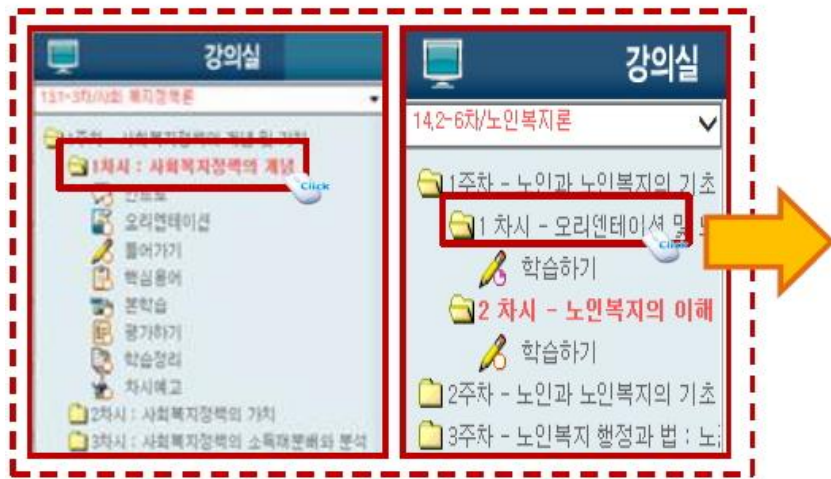 강의실
13.1~3차/사회 복지정책론
1주차 - 사회복지정책의 개념 및 가치
1차시 : 사회복지정책의 개념
Click
인트로
오리엔테이션
들어가기
핵심용어
본학습
평가하기
학습정리
차시예고
2차시 : 사회복지정책의 가치
3차시 : 사회복지정책의 소득재분배와 분석
강의실
14,2-6차/노인복지론
1주차 - 노인과 노인복지의 기초
1 차시 - 오리엔테이션 및
Click
학습하기
2 차시 - 노인복지의 이해
학습하기
2주차 - 노인과 노인복지의 기초
3주차 - 노인복지 행정과 법 :